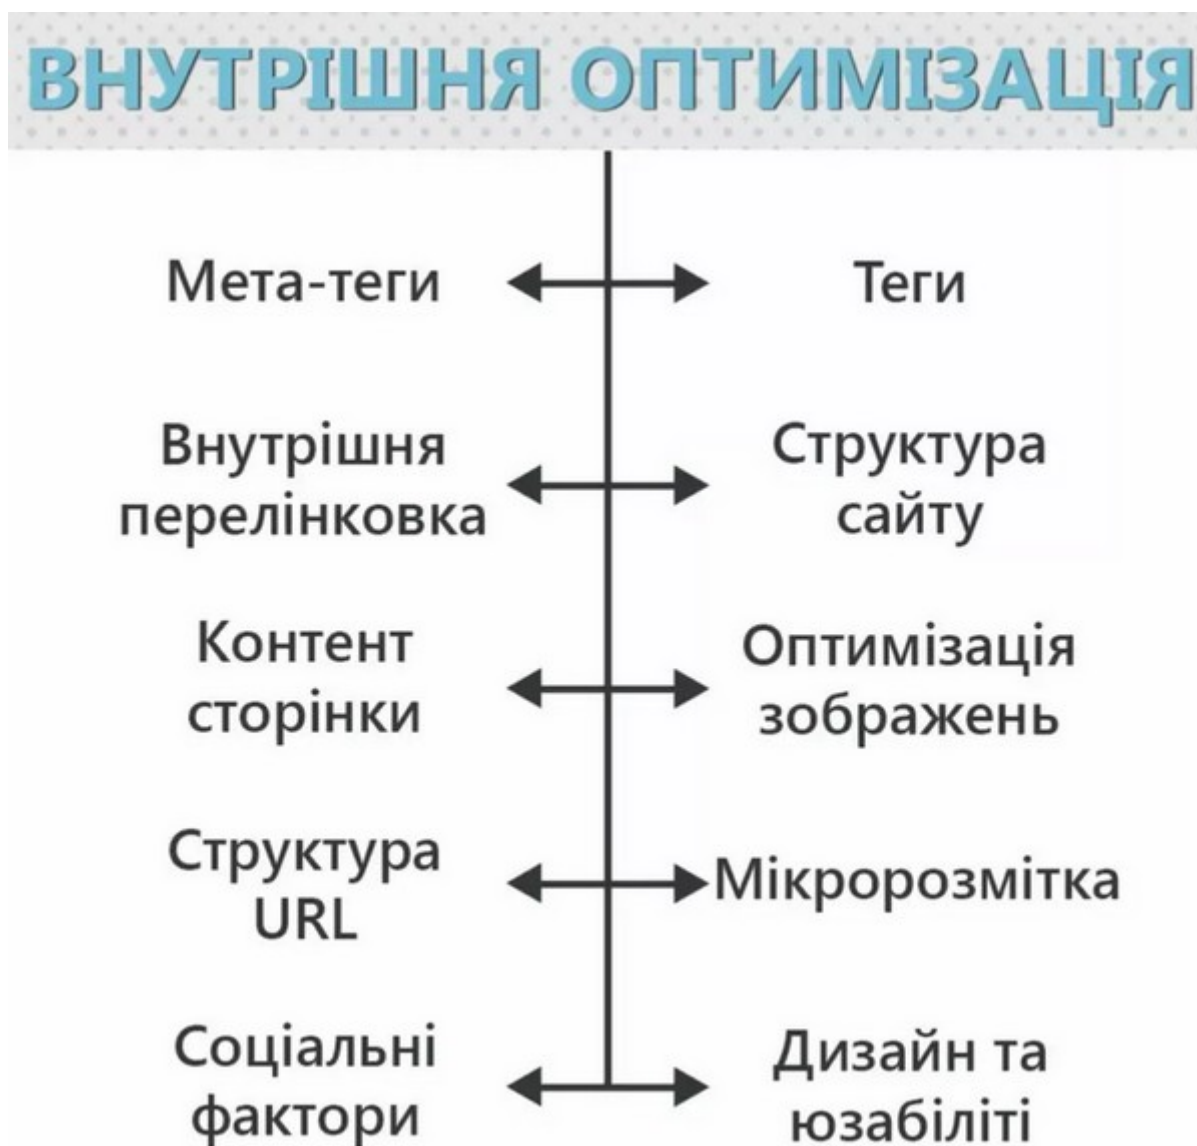 ВНУТРІШНЯ ОПТИМІЗАЦІЯ
Мета-теги
Теги
Внутрішня
перелінковка
Структура
сайту
Контент
сторінки
Оптимізація
зображень
Структура
URL
Мікророзмітка
Соціальні
фактори
Дизайн та
юзабіліті